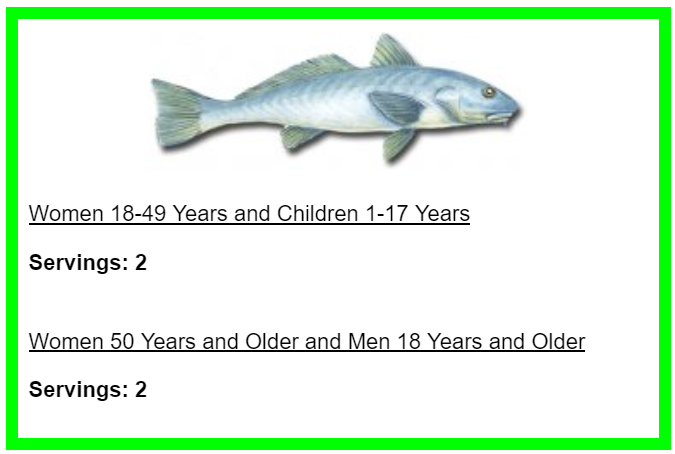 Women 18-49 Years and Children 1-17 Years
Servings: 2
Women 50 Years and Older and Men 18 Years and Older
Servings: 2